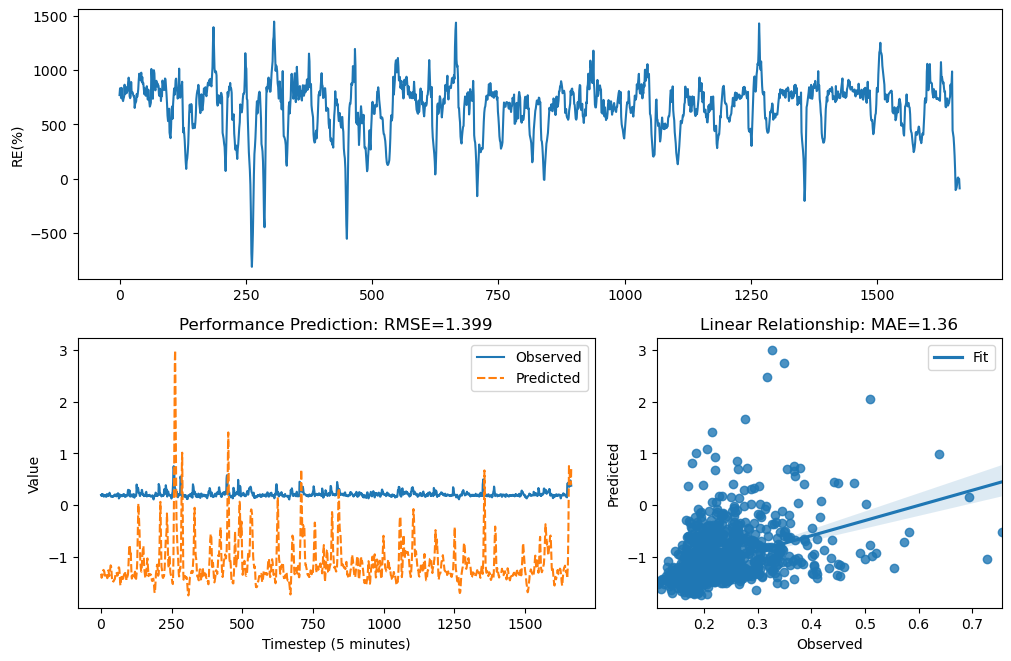 1500
1000
500
0
−500
RE(%)
0 250 500 750 1000 1250 1500
Performance Prediction: RMSE=1.399
Observed
Predicted
3
2
1
0
−1
Value
0 250 500 750 1000 1250 1500
Timestep (5 minutes)
Linear Relationship: MAE=1.36
Fit
3
2
1
0
−1
Predicted
0.2 0.3 0.4 0.5 0.6 0.7
Observed